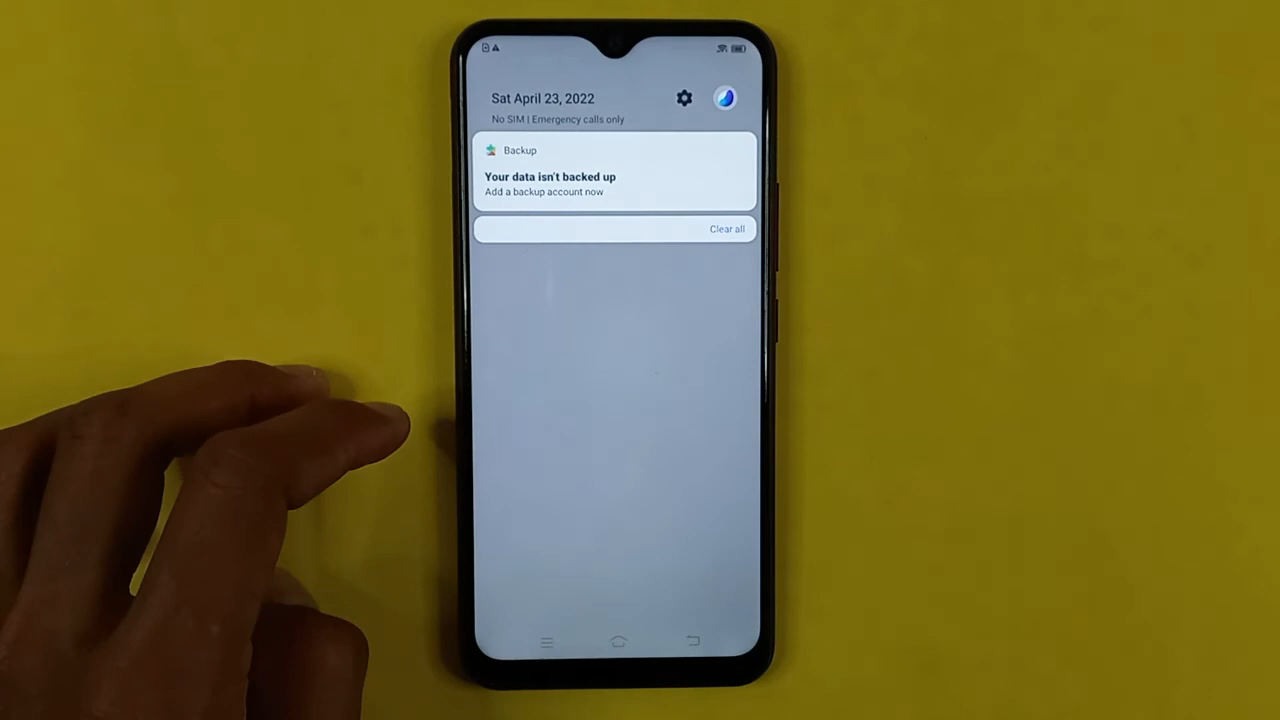 Sat April 23, 2022
No SIM | Emergency calls only
Backup
Your data isn't backed up
Add a backup account now
Clear all